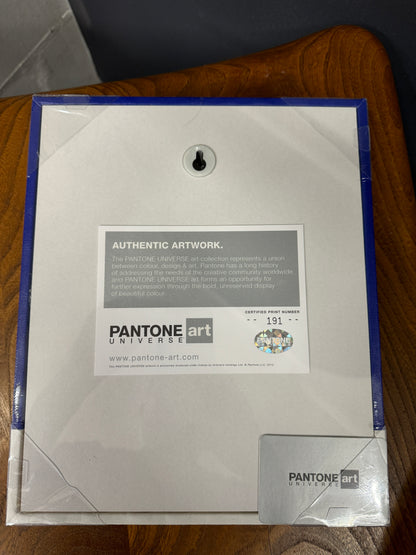 AUTHENTIC ARTWORK.
The PANTONE UNIVERSE art collection represents a union
between colour, design & art. Pantone has a long history
of addressing the needs of the creative community worldwide
and PANTONE UNIVERSE art forms an opportunity for
further expression through the bold, unreserved display
of beautiful colour.
CERTIFIED PRINT NUMBER
-- 191 --
PANTONE art
UNIVERSE
www.pantone-art.com
PANTONE art
UNIVERSE